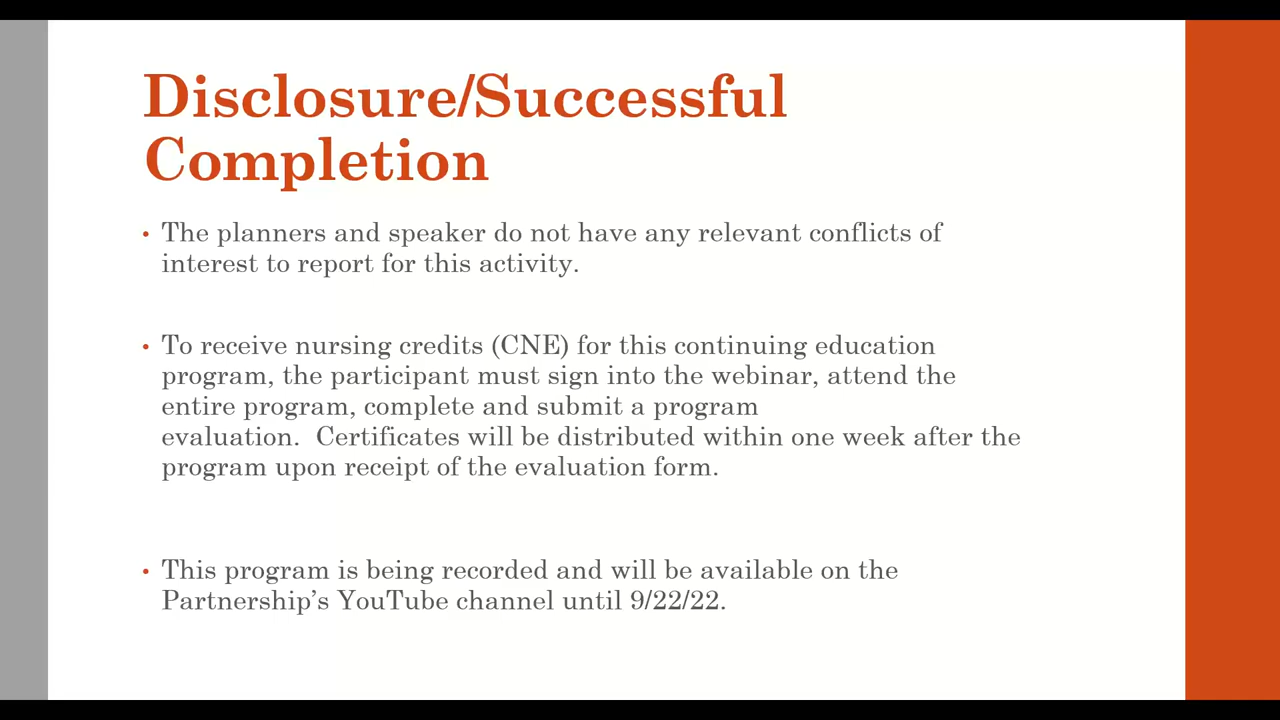 Disclosure/Successful
Completion
• The planners and speaker do not have any relevant conflicts of
interest to report for this activity.
• To receive nursing credits (CNE) for this continuing education
program, the participant must sign into the webinar, attend the
entire program, complete and submit a program
evaluation.  Certificates will be distributed within one week after the
program upon receipt of the evaluation form.
• This program is being recorded and will be available on the
Partnership’s YouTube channel until 9/22/22.